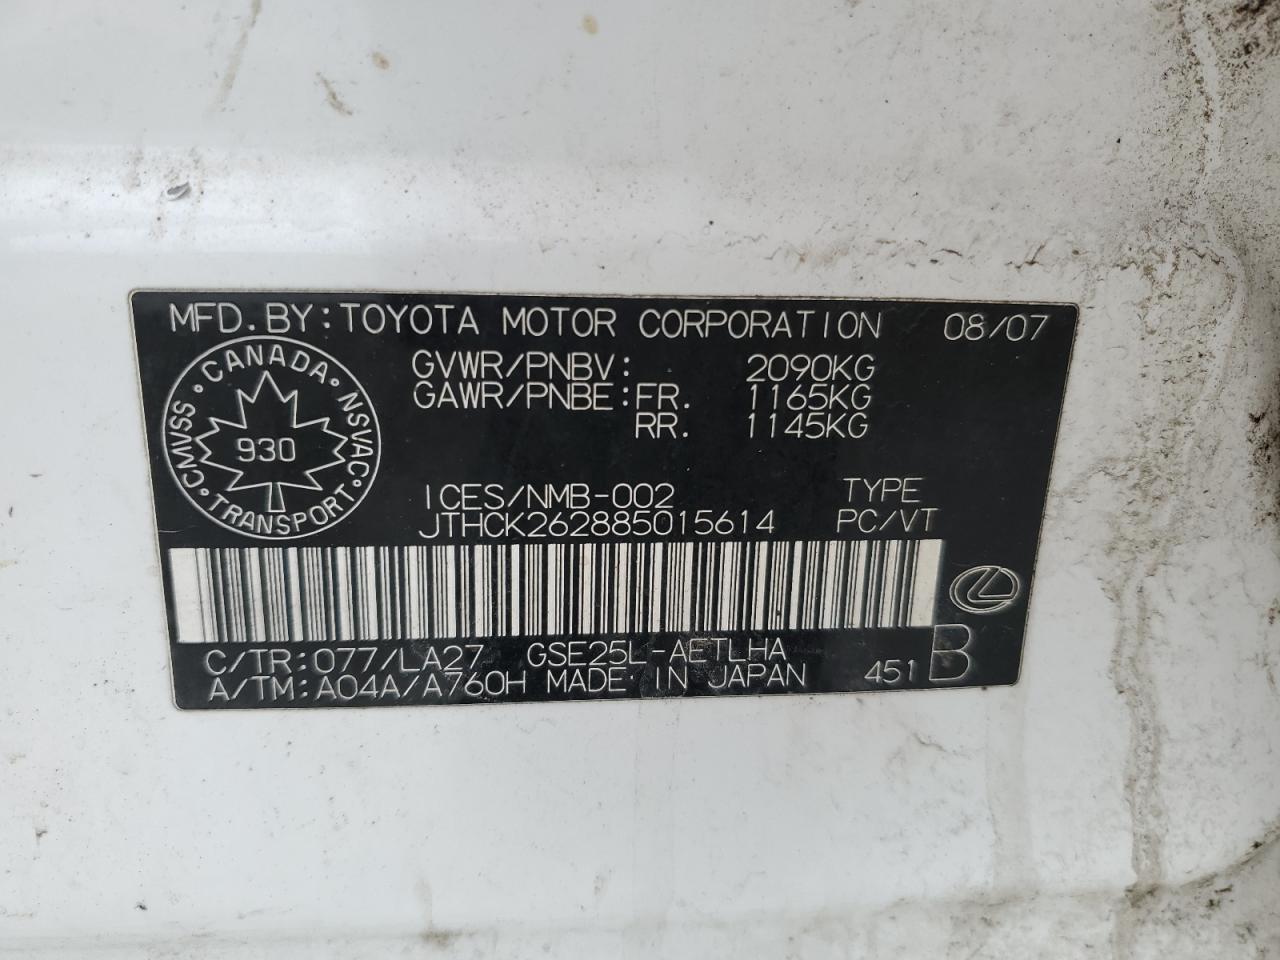 MFD.BY:TOYOTA MOTOR CORPORATION 08/07
GVWR/PNBV: 2090KG
GAWR/PNBE:FR. 1165KG
RR. 1145KG
CANADA · NSVAC · TRANSPORT · CMVSS ·
930
ICES/NMB-002 TYPE
JTHCK262885015614 PC/VT
C/TR:077/LA27 GSE25L-AETLHA
A/TM:A04A/A760H MADE IN JAPAN 451 B